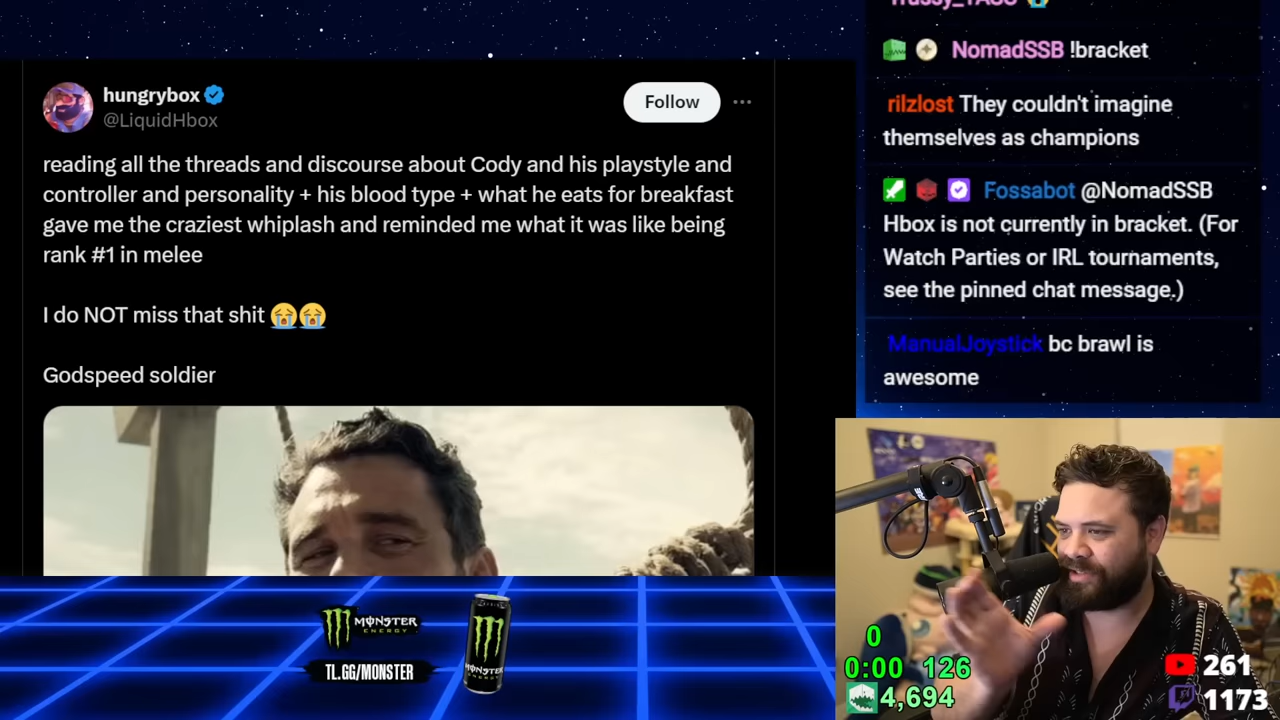 hungrybox
@LiquidHbox
Follow
reading all the threads and discourse about Cody and his playstyle and
controller and personality + his blood type + what he eats for breakfast
gave me the craziest whiplash and reminded me what it was like being
rank #1 in melee
I do NOT miss that shit 😭😭
Godspeed soldier
MONSTER
ENERGY
TL.GG/MONSTER
NomadSSB !bracket
rilzlost They couldn't imagine
themselves as champions
Fossabot @NomadSSB
Hbox is not currently in bracket. (For
Watch Parties or IRL tournaments,
see the pinned chat message.)
ManualJoystick bc brawl is
awesome
0
0:00 126
4,694
261
1173